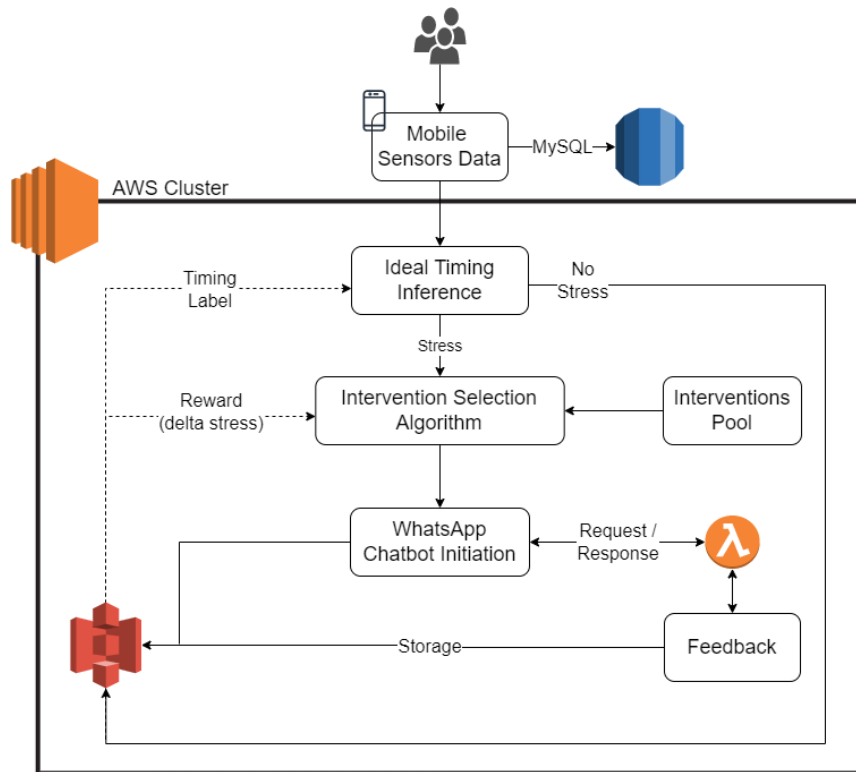 Mobile
Sensors Data
MySQL
AWS Cluster
Ideal Timing
Inference
No
Stress
Timing
Label
Stress
Reward
(delta stress)
Intervention Selection
Algorithm
Interventions
Pool
WhatsApp
Chatbot Initiation
Request /
Response
λ
Storage
Feedback